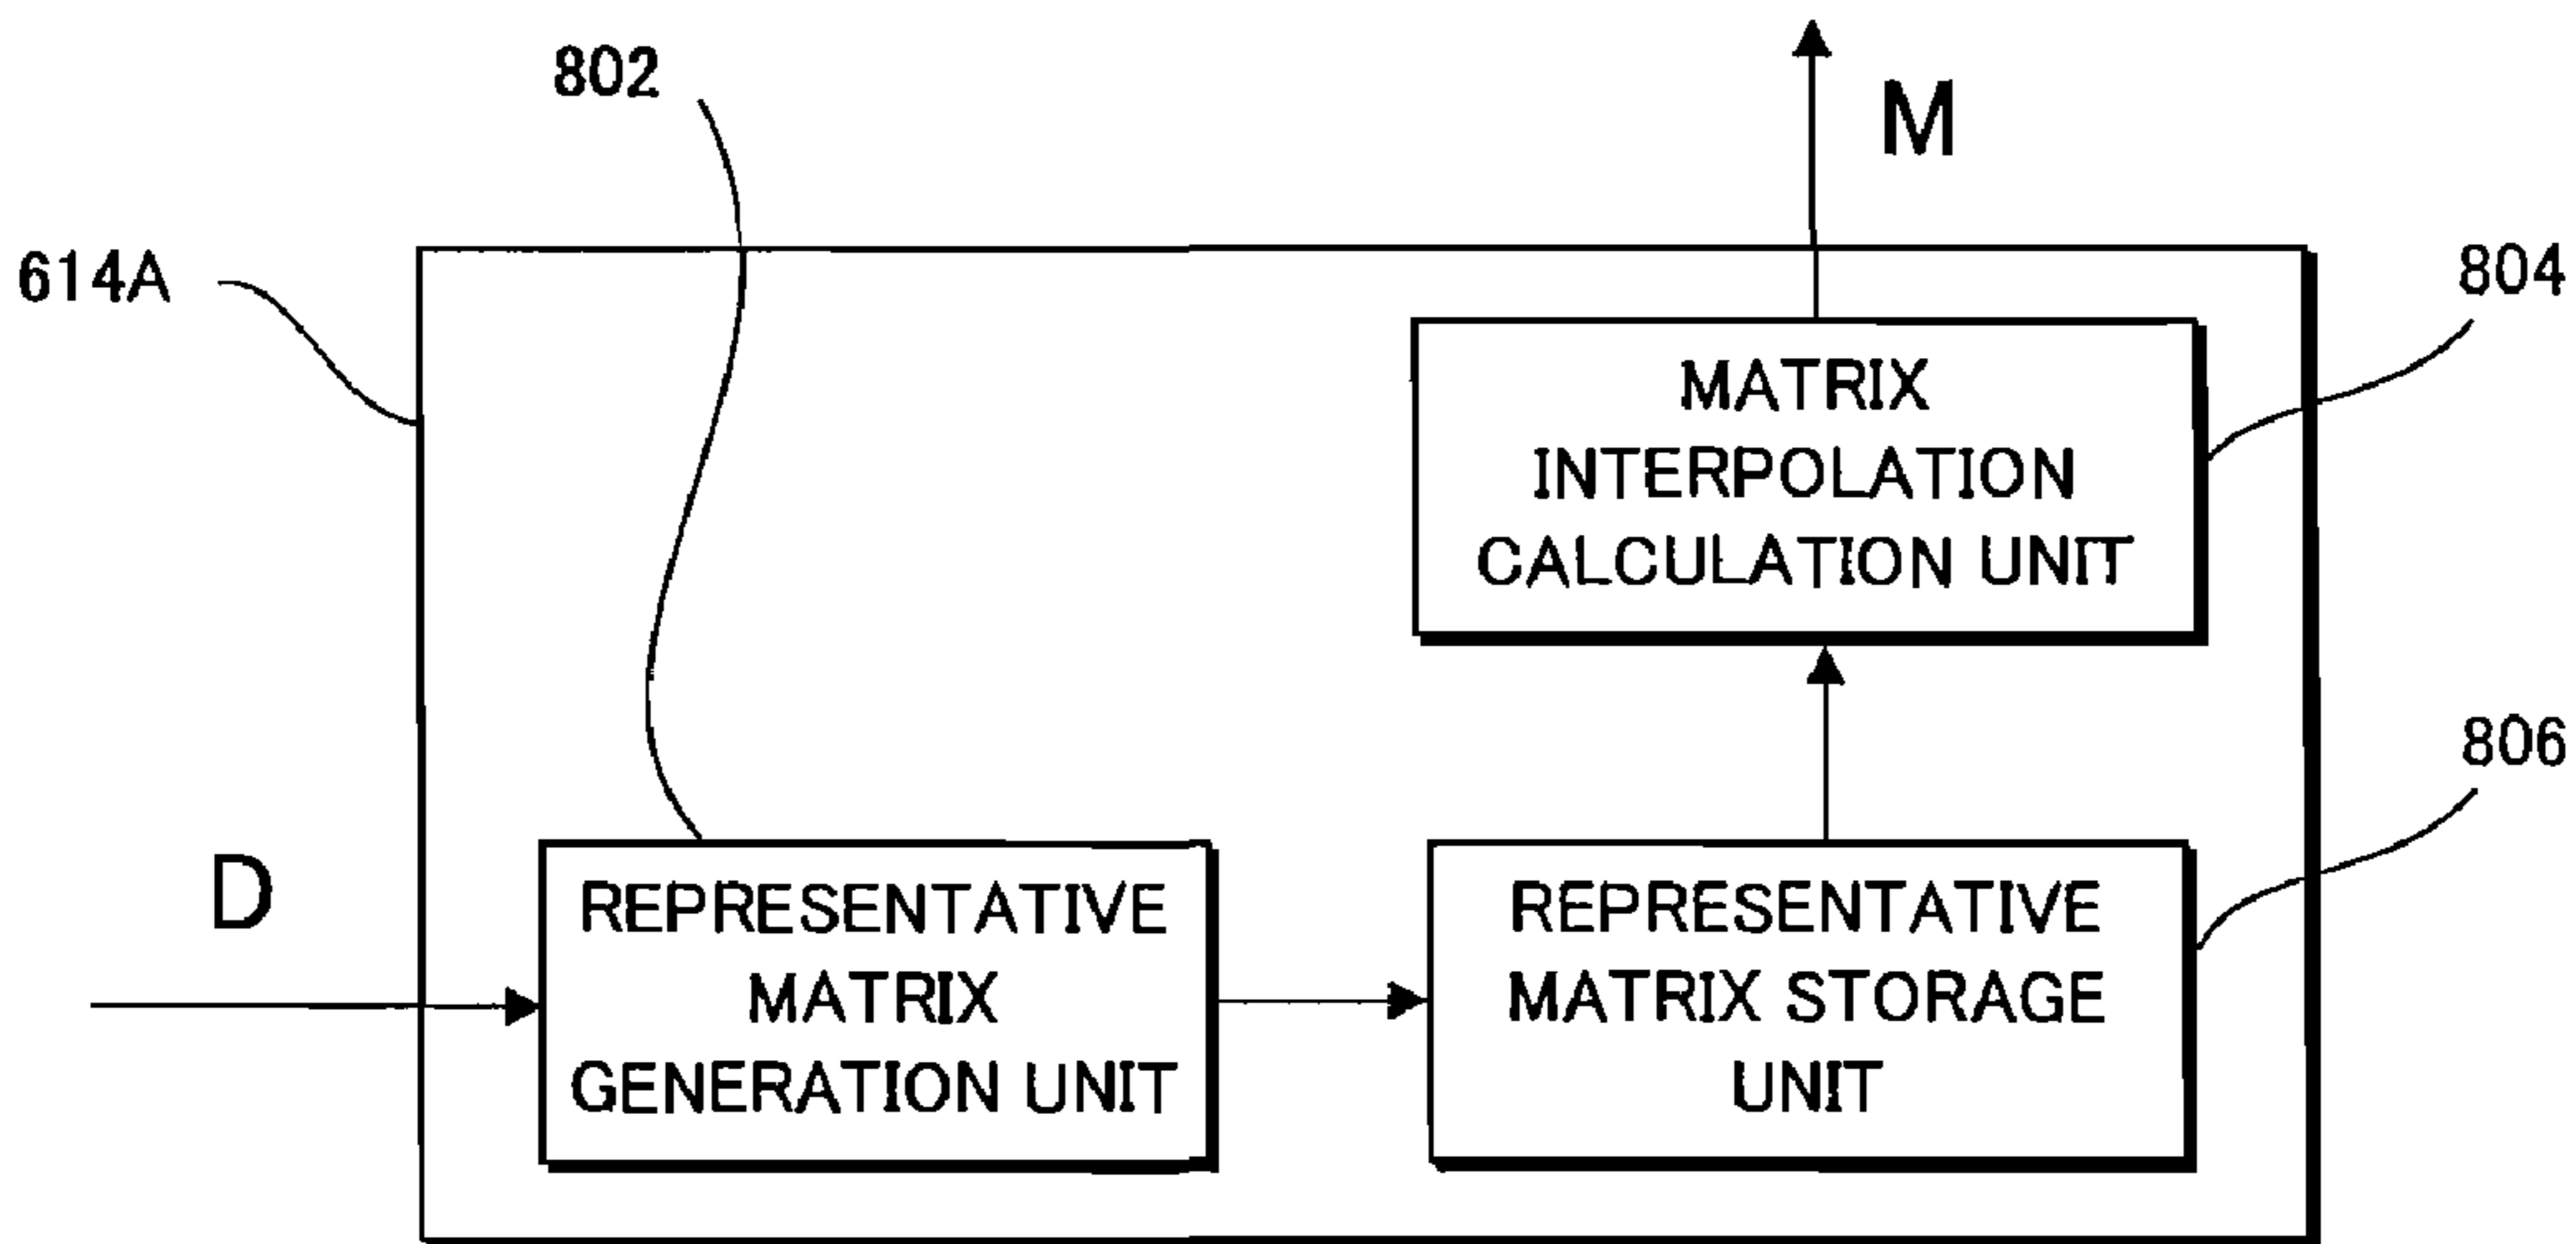 802
M
614A
804
MATRIX
INTERPOLATION
CALCULATION UNIT
806
D
REPRESENTATIVE
MATRIX
GENERATION UNIT
REPRESENTATIVE
MATRIX STORAGE
UNIT